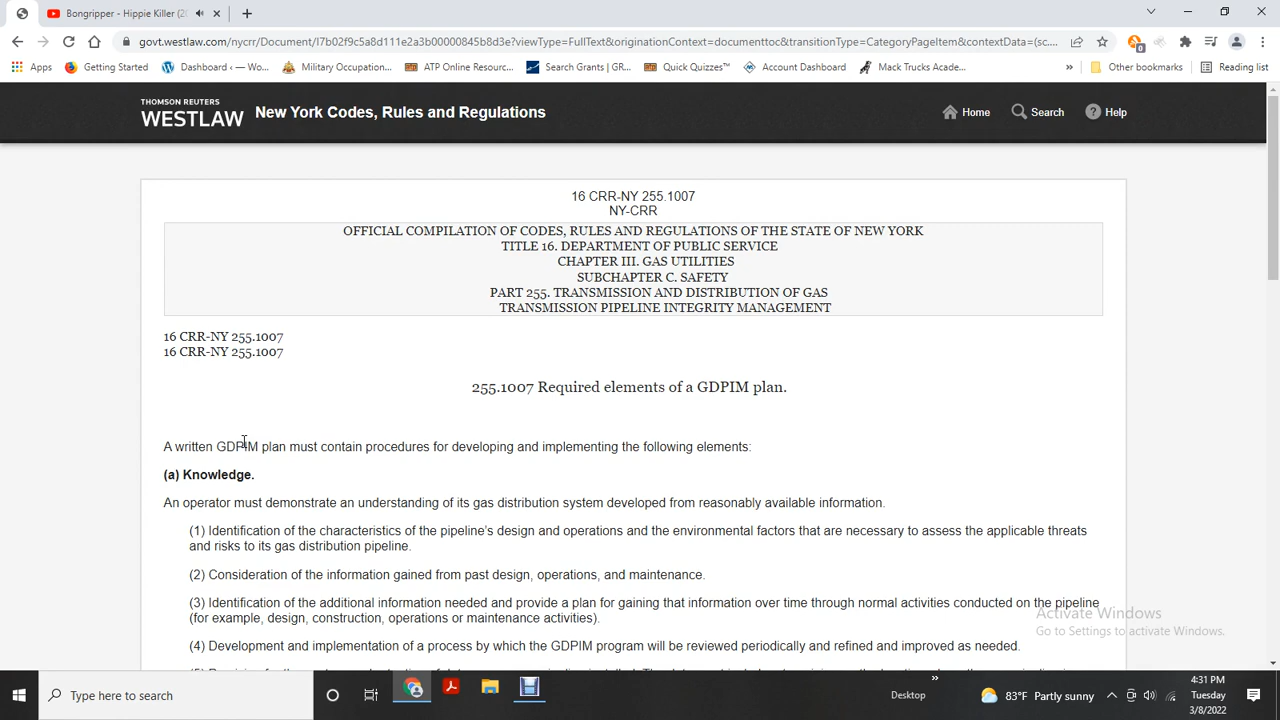 Bongripper - Hippie Killer (20
govt.westlaw.com/nycrr/Document/I7b02f9c5a8d111e2a3b00000845b8d3e?viewType=FullText&originationContext=documenttoc&transitionType=CategoryPageItem&contextData=(sc...
Apps Getting Started Dashboard ‹ — Wo... Military Occupation... ATP Online Resourc... Search Grants | GR... Quick Quizzes™ Account Dashboard Mack Trucks Acade... » Other bookmarks Reading list
THOMSON REUTERS
WESTLAW New York Codes, Rules and Regulations Home Search Help
16 CRR-NY 255.1007
NY-CRR
OFFICIAL COMPILATION OF CODES, RULES AND REGULATIONS OF THE STATE OF NEW YORK
TITLE 16. DEPARTMENT OF PUBLIC SERVICE
CHAPTER III. GAS UTILITIES
SUBCHAPTER C. SAFETY
PART 255. TRANSMISSION AND DISTRIBUTION OF GAS
TRANSMISSION PIPELINE INTEGRITY MANAGEMENT
16 CRR-NY 255.1007
16 CRR-NY 255.1007
255.1007 Required elements of a GDPIM plan.
A written GDPIM plan must contain procedures for developing and implementing the following elements:
(a) Knowledge.
An operator must demonstrate an understanding of its gas distribution system developed from reasonably available information.
(1) Identification of the characteristics of the pipeline's design and operations and the environmental factors that are necessary to assess the applicable threats
and risks to its gas distribution pipeline.
(2) Consideration of the information gained from past design, operations, and maintenance.
(3) Identification of the additional information needed and provide a plan for gaining that information over time through normal activities conducted on the pipeline
(for example, design, construction, operations or maintenance activities).
(4) Development and implementation of a process by which the GDPIM program will be reviewed periodically and refined and improved as needed.
Activate Windows
Go to Settings to activate Windows.
Type here to search
Desktop
»
83°F Partly sunny
4:31 PM
Tuesday
3/8/2022